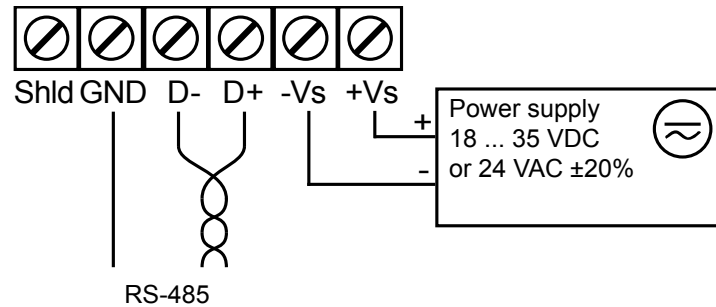 Shld GND D- D+ -Vs +Vs
+
-
Power supply
18 ... 35 VDC
or 24 VAC ±20%
RS-485